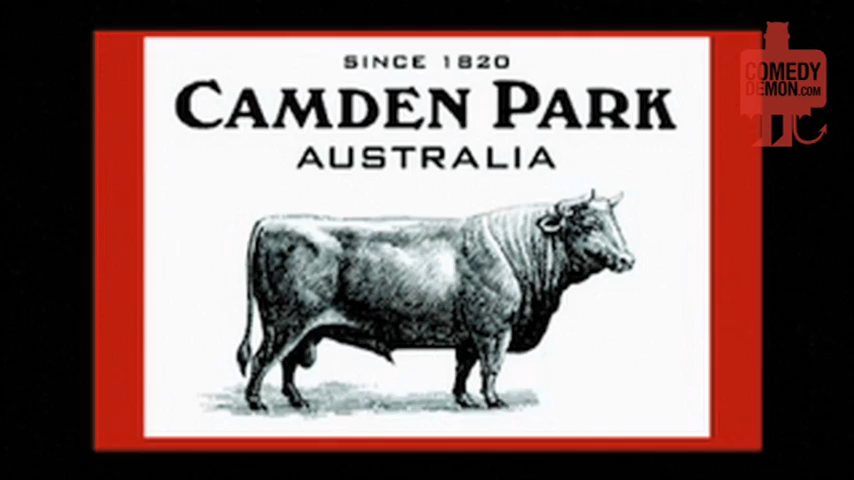 SINCE 1820
CAMDEN PARK
AUSTRALIA
COMEDY
DEMON.COM